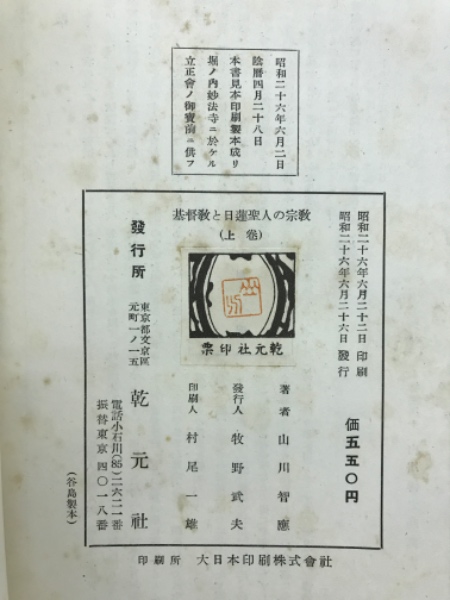 昭和二十六年六月二日
陰曆四月二十八日
本書見本印刷製本成リ
堀ノ内妙法寺ニ於ケル
立正會ノ御寶前ニ供フ
昭和二十六年六月二十二日 印刷
昭和二十六年六月二十六日 發行
價五五〇円
基督敎と日蓮聖人の宗敎
(上卷)
乾元社印票
著者 山川智應
發行人 牧野武夫
印刷人 村尾一雄
發行所
東京都文京區
元町一ノ一五
乾元社
電話小石川(85)二六二一番
振替東京四〇一八番
(谷島製本)
印刷所 大日本印刷株式會社